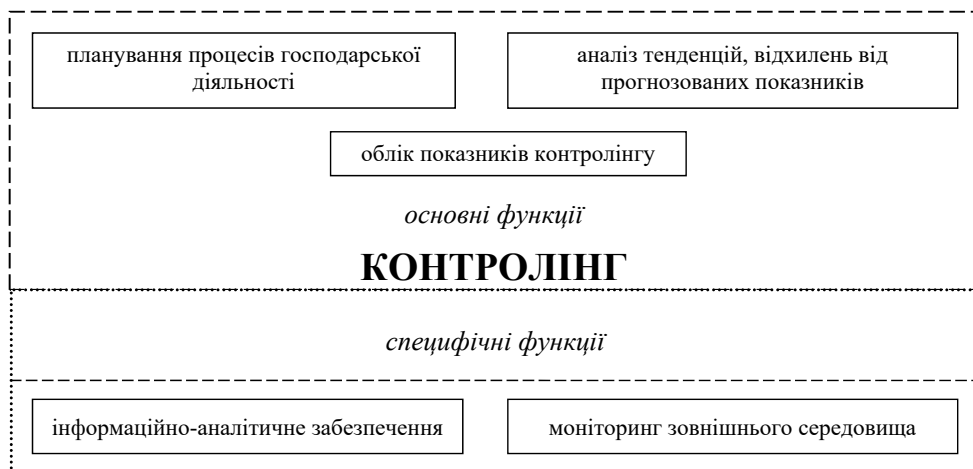 планування процесів господарської
діяльності
аналіз тенденцій, відхилень від
прогнозованих показників
облік показників контролінгу
основні функції
КОНТРОЛІНГ
специфічні функції
інформаційно-аналітичне забезпечення
моніторинг зовнішнього середовища